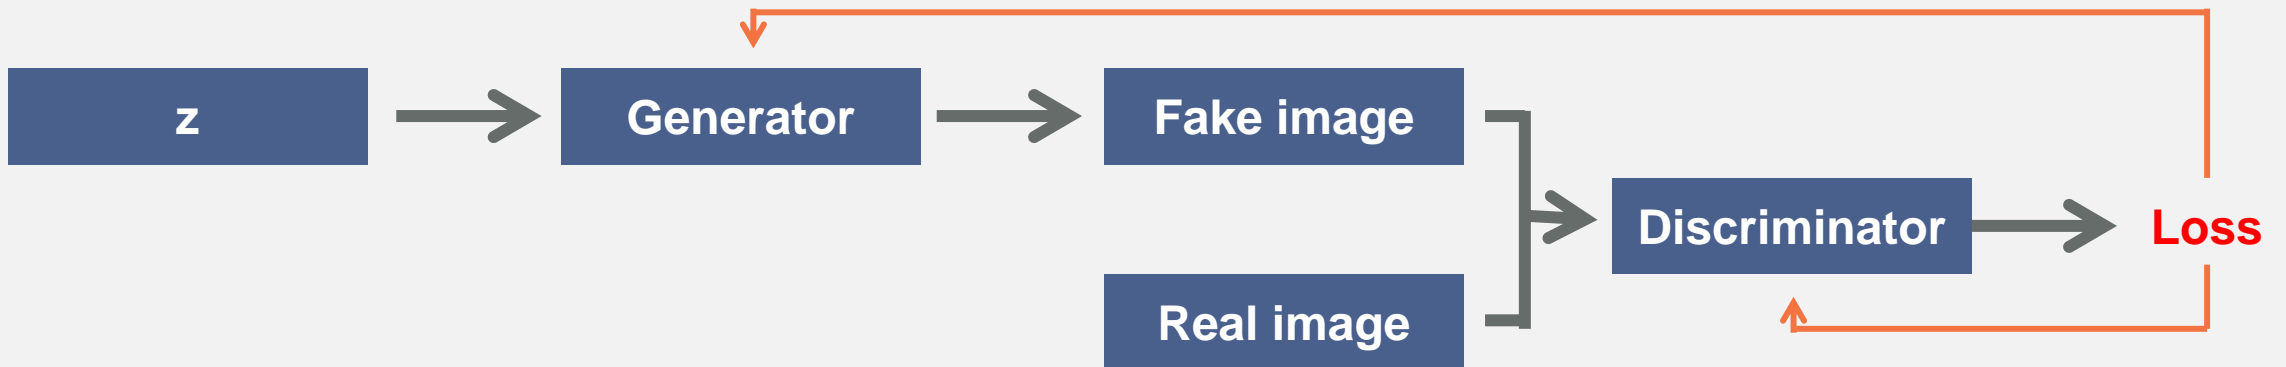 z
Generator
Fake image
Discriminator
Loss
Real image